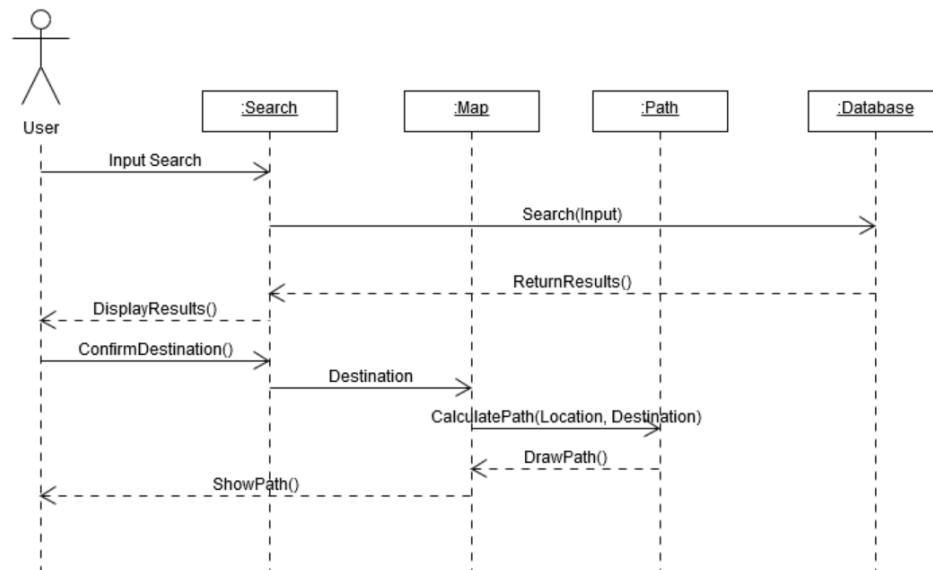 User
:Search
:Map
:Path
:Database
Input Search
Search(Input)
ReturnResults()
DisplayResults()
ConfirmDestination()
Destination
CalculatePath(Location, Destination)
DrawPath()
ShowPath()